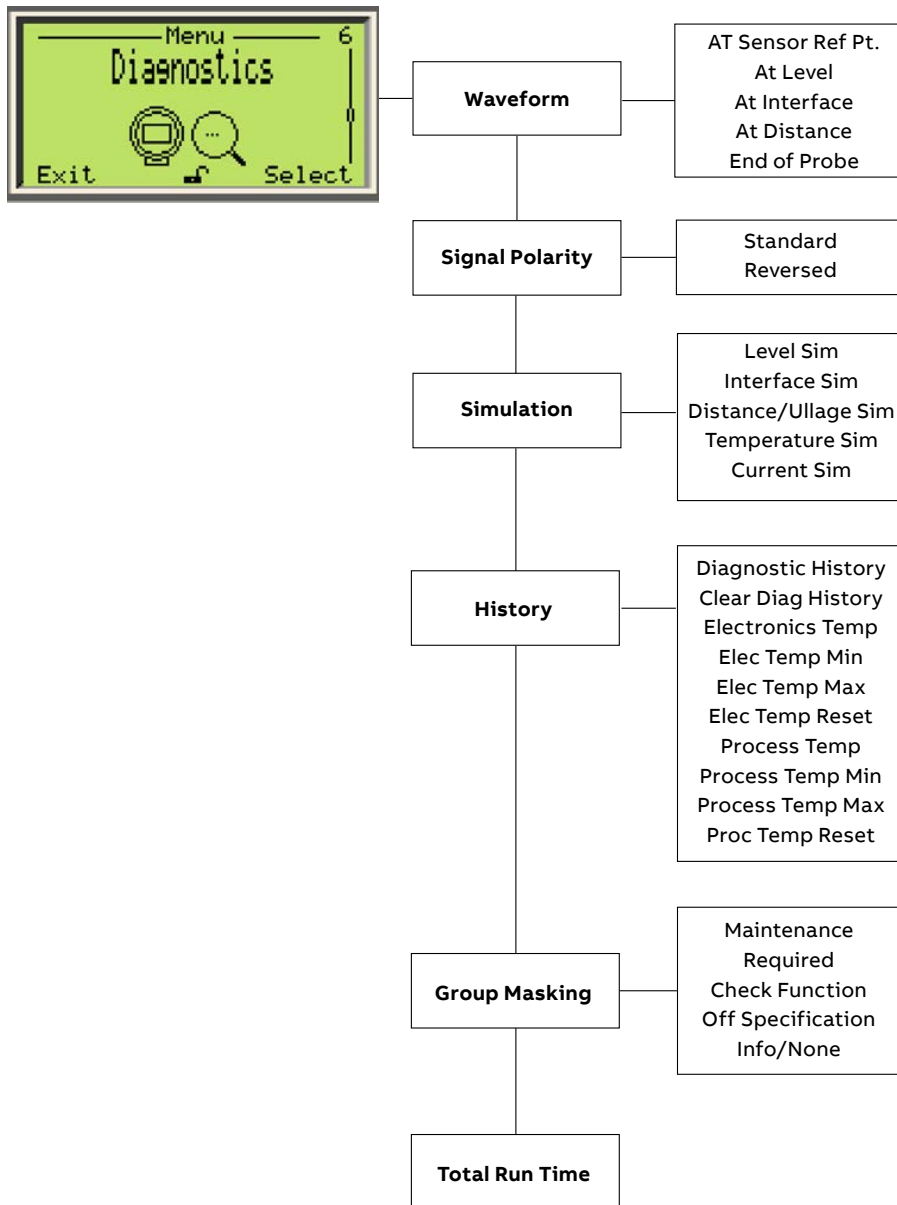 Menu 6
Diagnostics
...
Exit Select
Waveform
AT Sensor Ref Pt.
At Level
At Interface
At Distance
End of Probe
Signal Polarity
Standard
Reversed
Simulation
Level Sim
Interface Sim
Distance/Ullage Sim
Temperature Sim
Current Sim
History
Diagnostic History
Clear Diag History
Electronics Temp
Elec Temp Min
Elec Temp Max
Elec Temp Reset
Process Temp
Process Temp Min
Process Temp Max
Proc Temp Reset
Group Masking
Maintenance
Required
Check Function
Off Specification
Info/None
Total Run Time